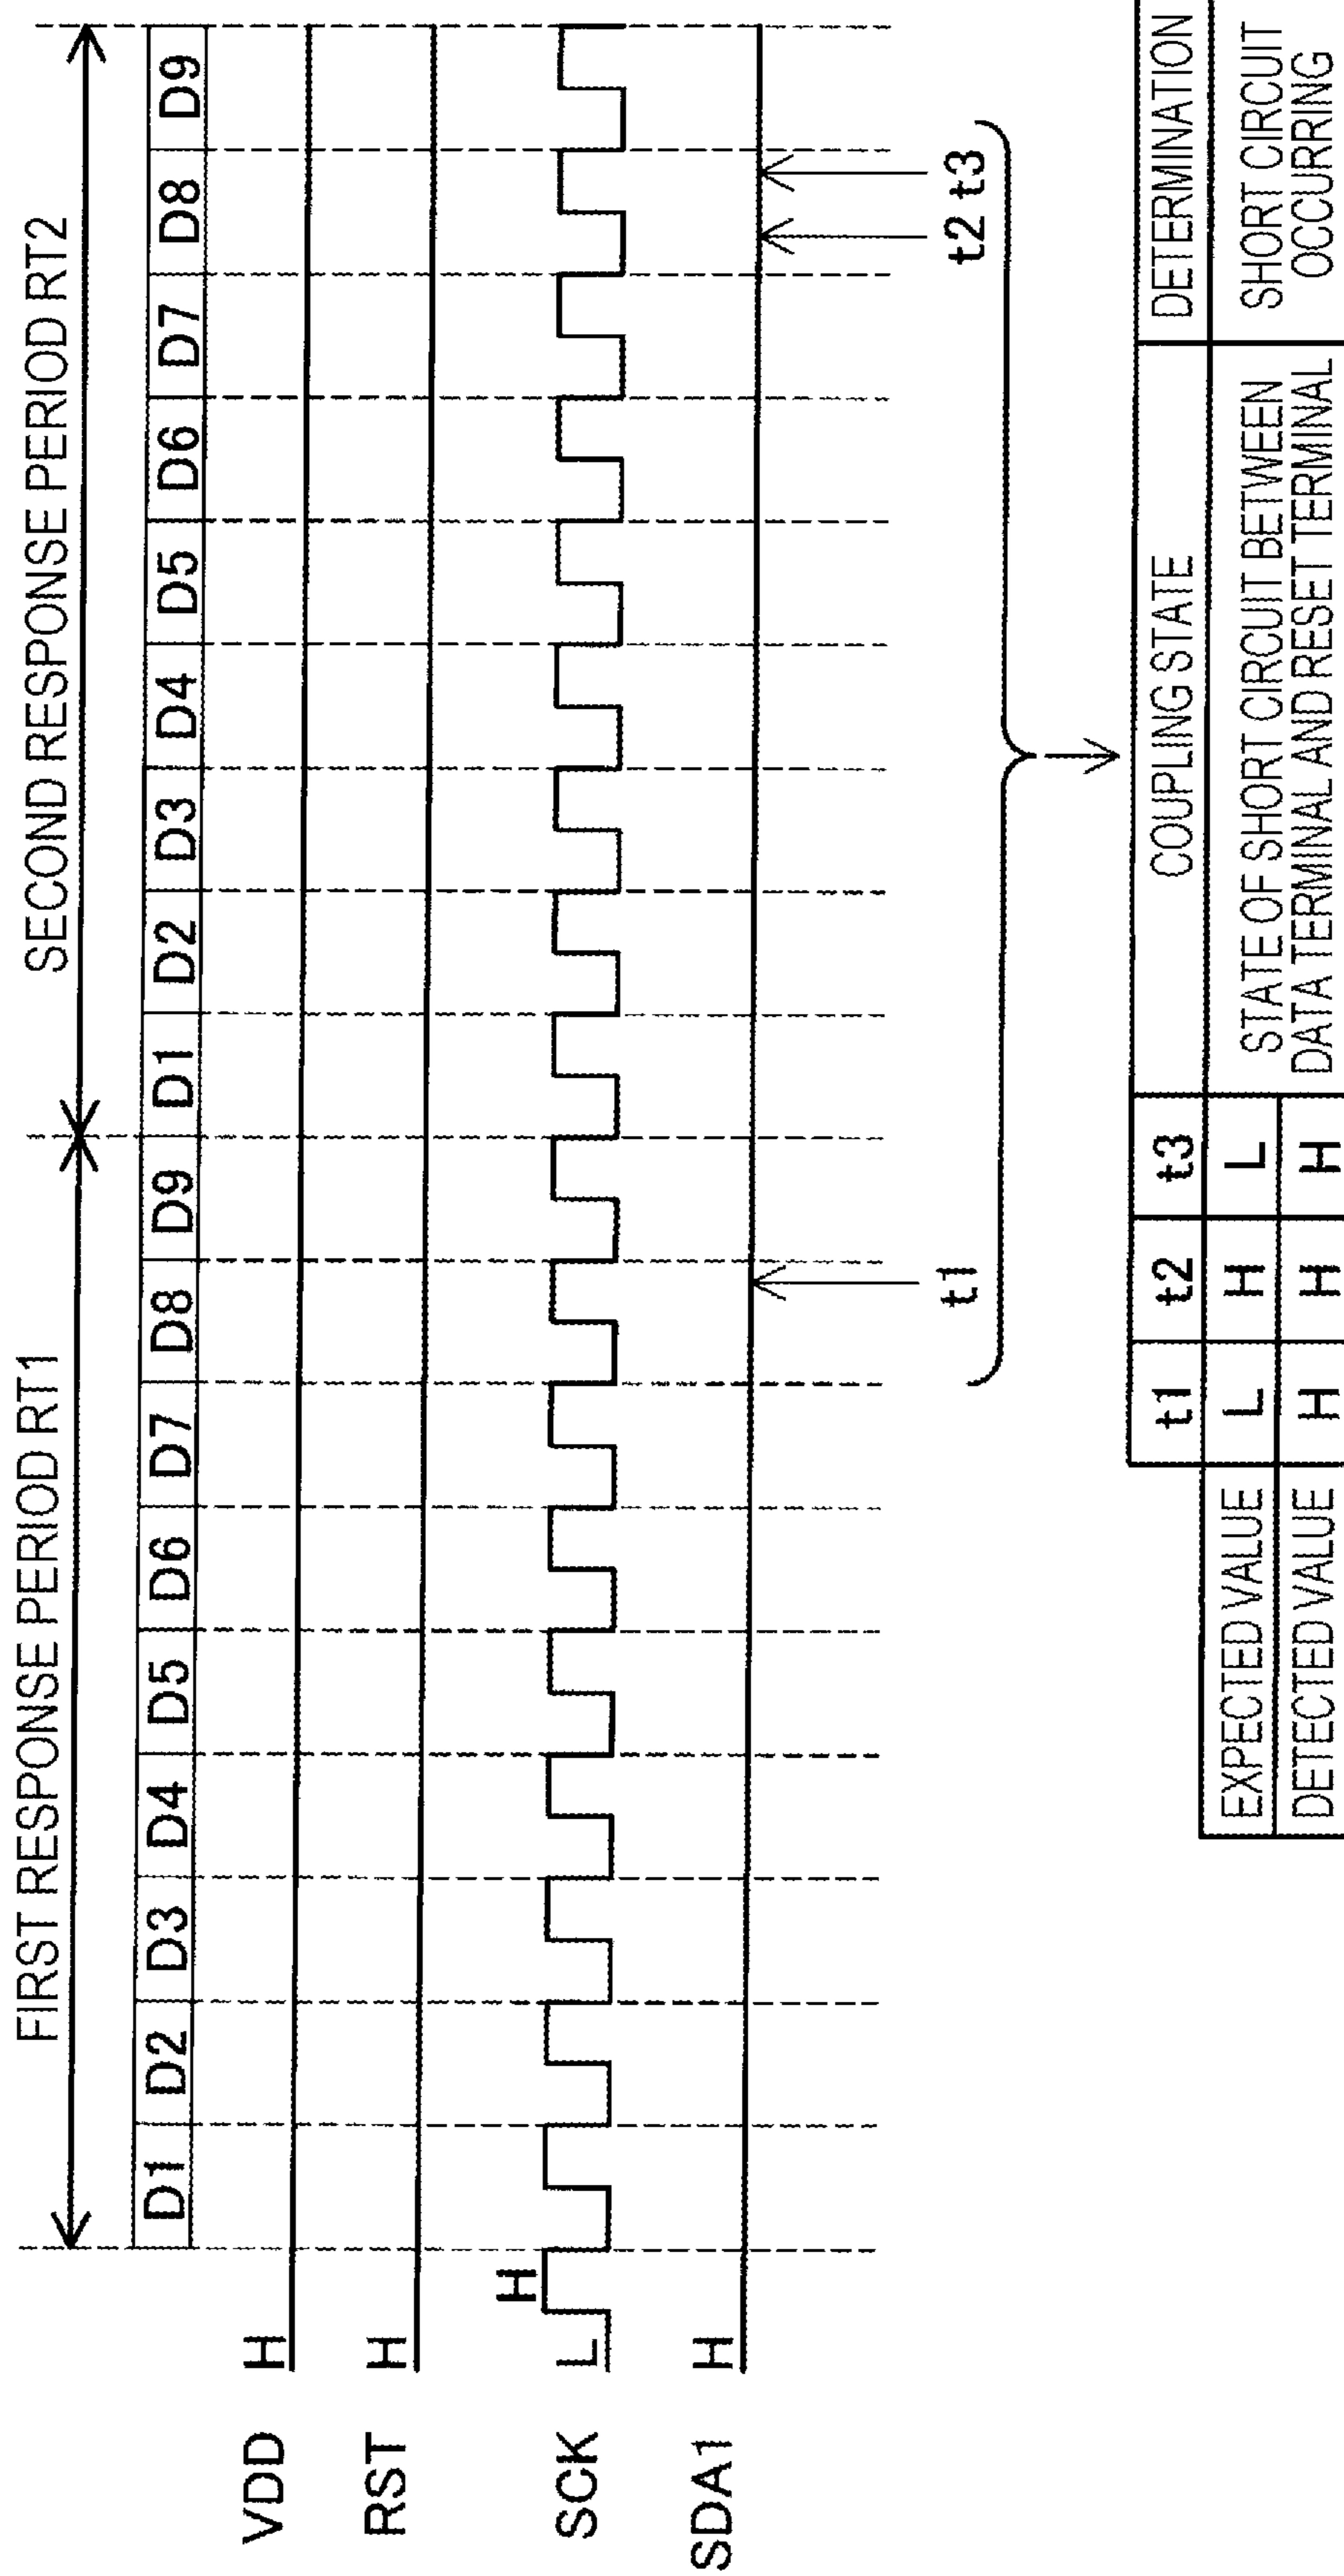 FIRST RESPONSE PERIOD RT1 SECOND RESPONSE PERIOD RT2
D1 D2 D3 D4 D5 D6 D7 D8 D9 D1 D2 D3 D4 D5 D6 D7 D8 D9
VDD H
RST H
SCK L H
SDA1 H
t1 t2 t3
t1 t2 t3 COUPLING STATE DETERMINATION
EXPECTED VALUE L H L
DETECTED VALUE H H H
STATE OF SHORT CIRCUIT BETWEEN
DATA TERMINAL AND RESET TERMINAL
SHORT CIRCUIT
OCCURRING